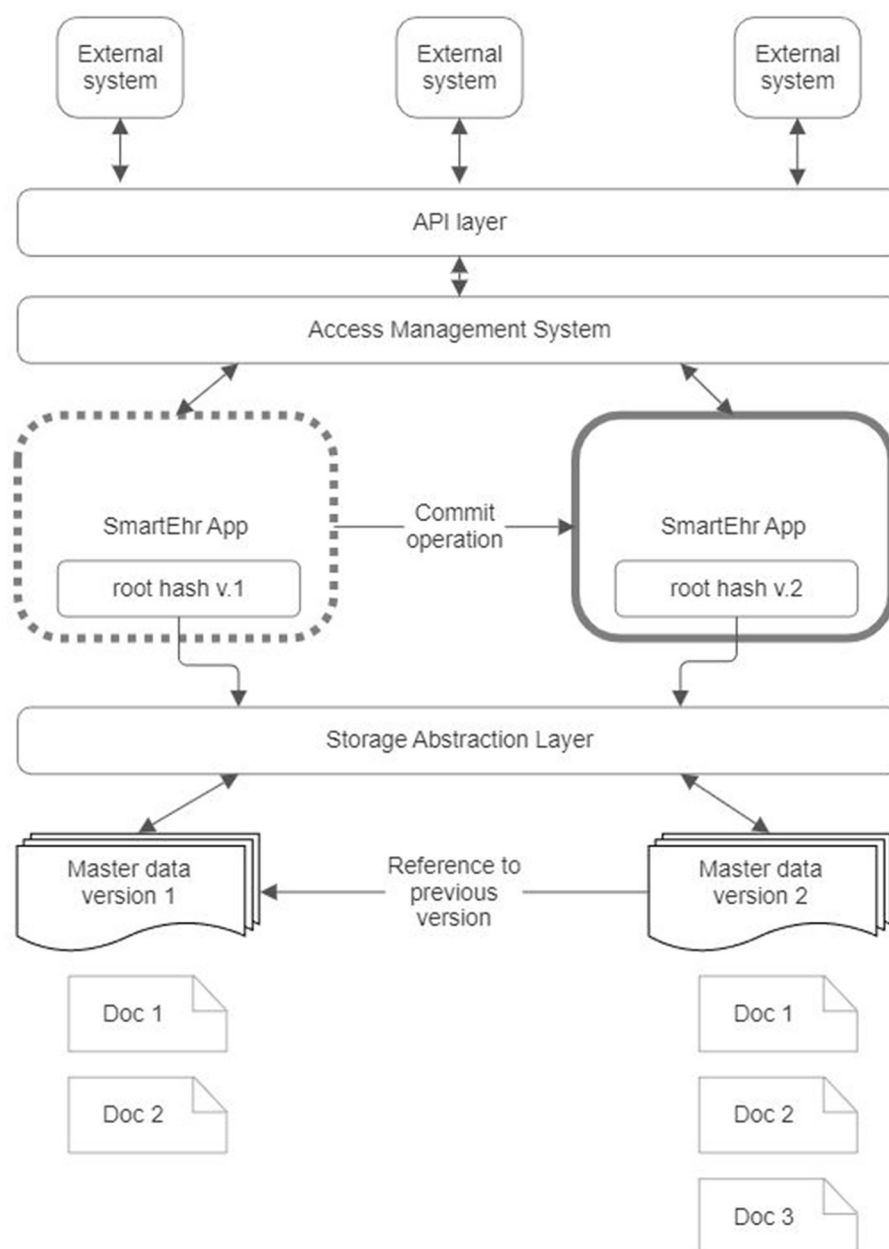 External
system
External
system
External
system
API layer
Access Management System
SmartEhr App
root hash v.1
Commit
operation
SmartEhr App
root hash v.2
Storage Abstraction Layer
Master data
version 1
Reference to
previous
version
Master data
version 2
Doc 1
Doc 2
Doc 1
Doc 2
Doc 3